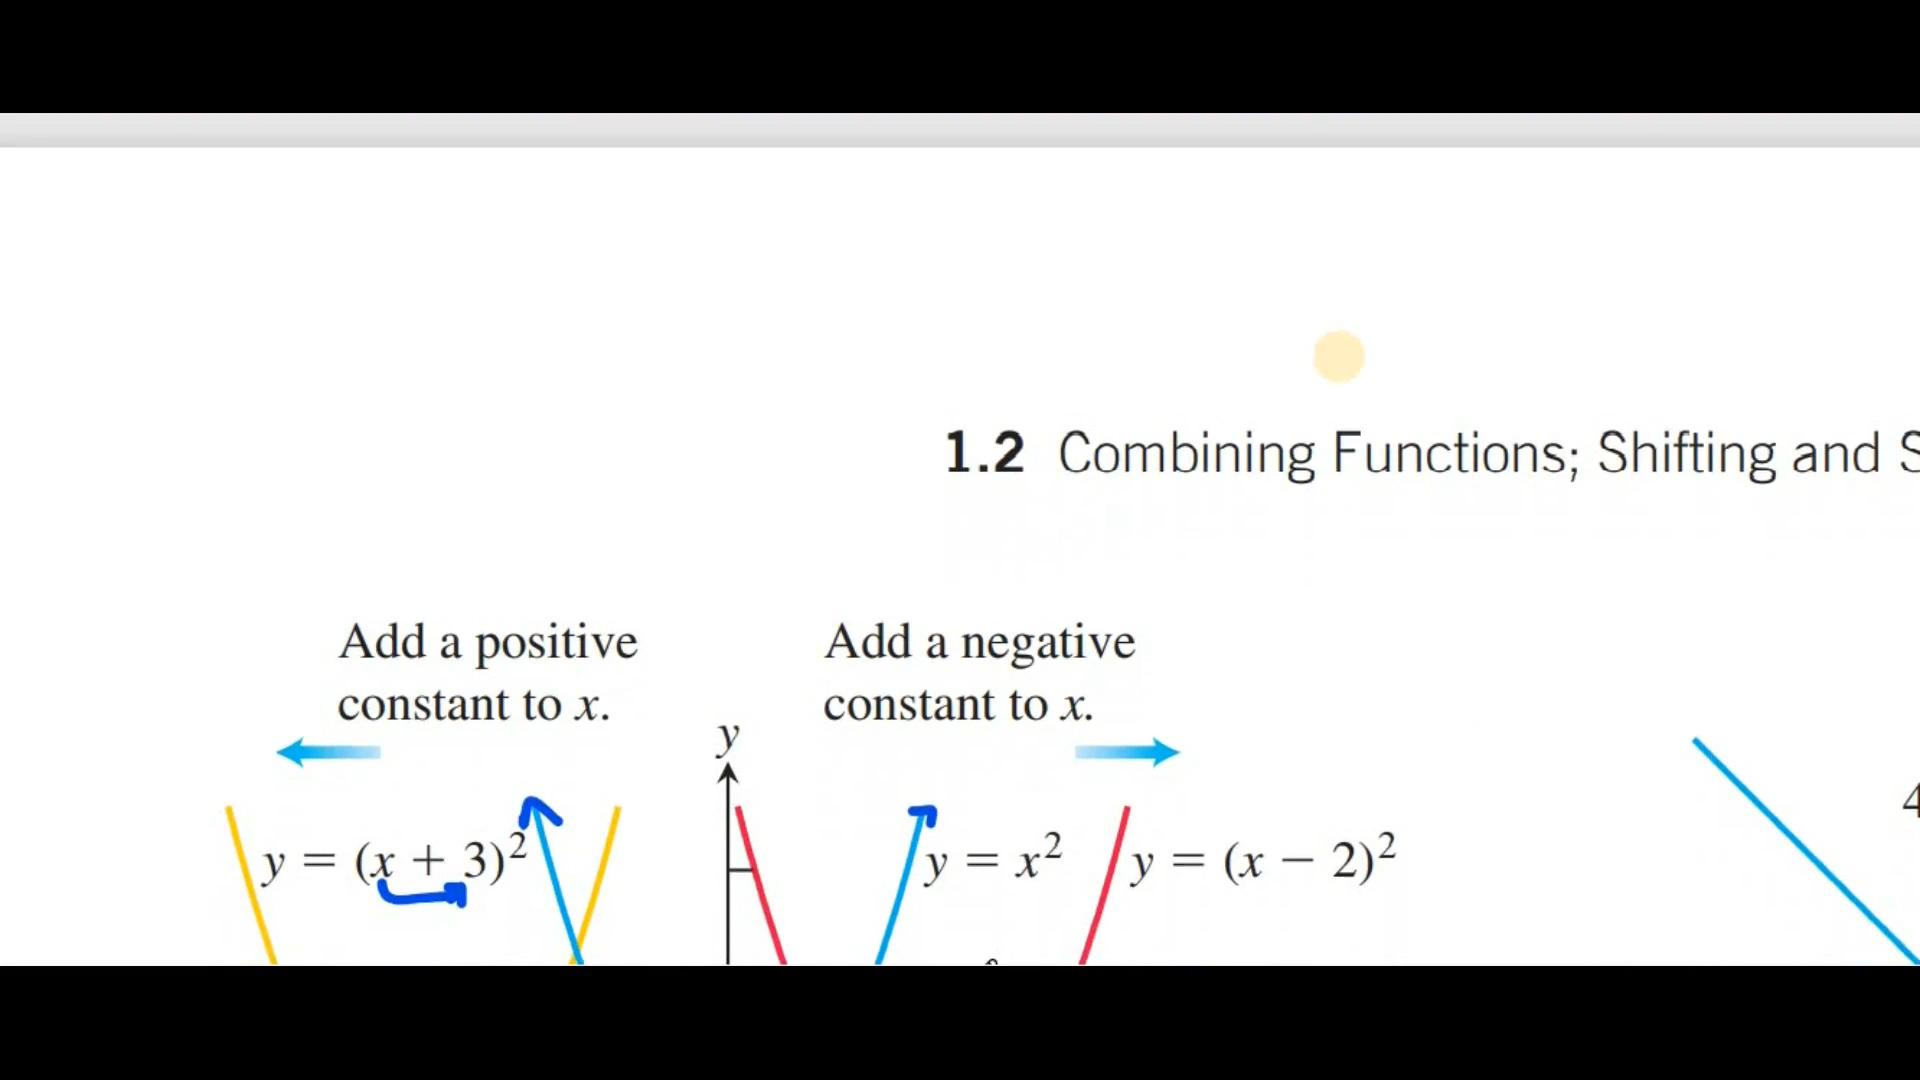 1.2 Combining Functions; Shifting and S
Add a positive
constant to x.
Add a negative
constant to x.
y
y = (x + 3)²
y = x²
y = (x − 2)²
4